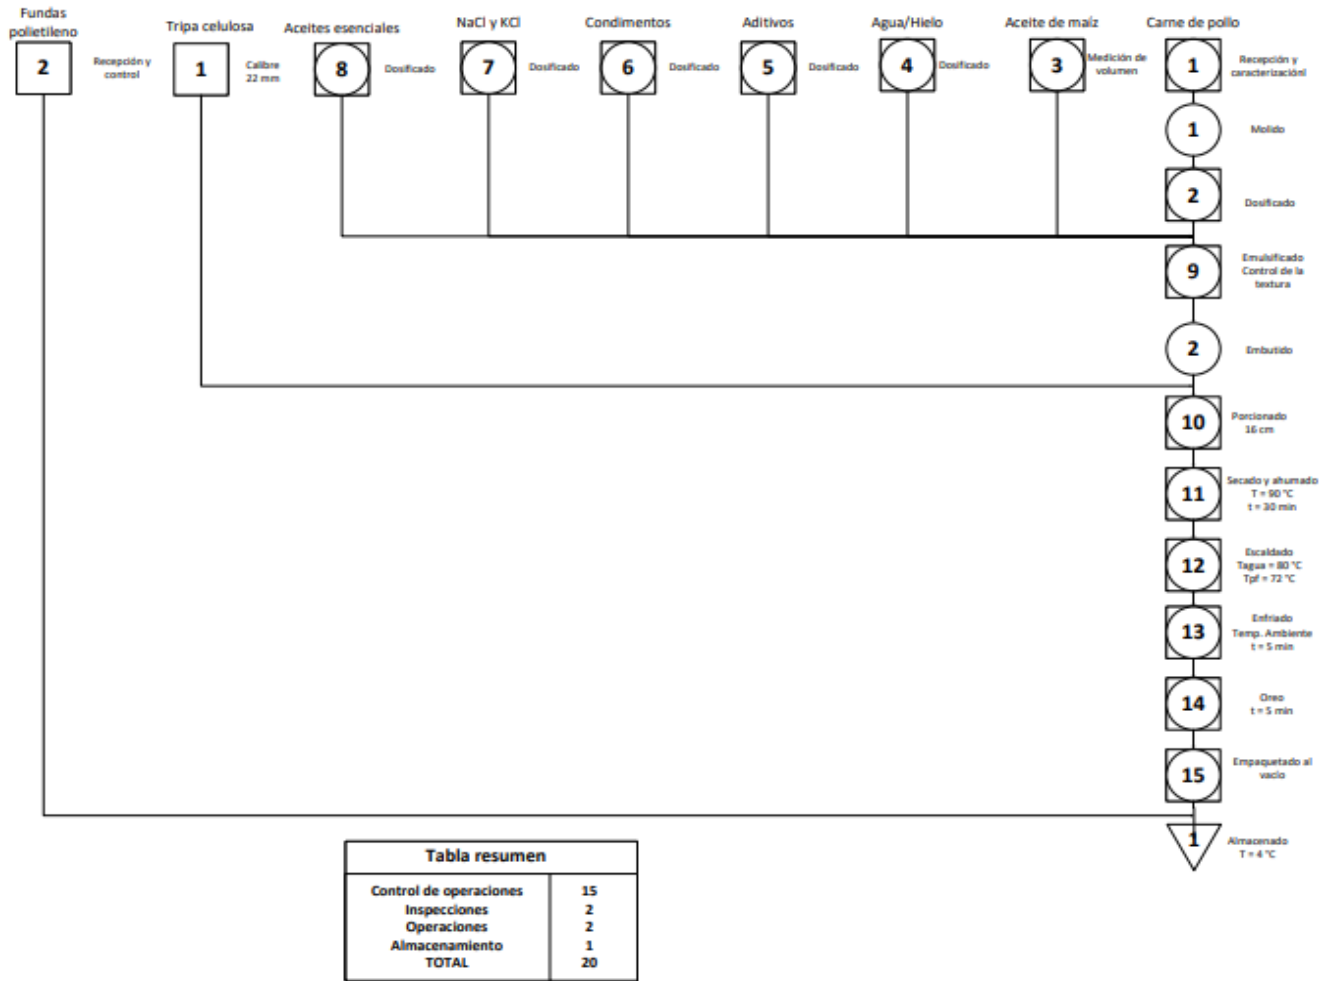 Fundas
polietileno
Tripa celulosa
Aceites esenciales
NaCl y KCl
Condimentos
Aditivos
Agua/Hielo
Aceite de maíz
Carne de pollo
2
Recepción y
control
1
Calibre
22 mm
8
Dosificado
7
Dosificado
6
Dosificado
5
Dosificado
4
Dosificado
3
Medición de
volumen
1
Recepción y
caracterizaciónl
1
Molido
2
Dosificado
9
Emulsificado
Control de la
textura
2
Embutido
10
Porcionado
16 cm
11
Secado y ahumado
T = 90 °C
t = 30 min
12
Escaldado
Tagua = 80 °C
Tpf = 72 °C
13
Enfriado
Temp. Ambiente
t = 5 min
14
Oreo
t = 5 min
15
Empaquetado al
vacío
1
Almacenado
T = 4 °C
Tabla resumen
Control de operaciones 15
Inspecciones 2
Operaciones 2
Almacenamiento 1
TOTAL 20